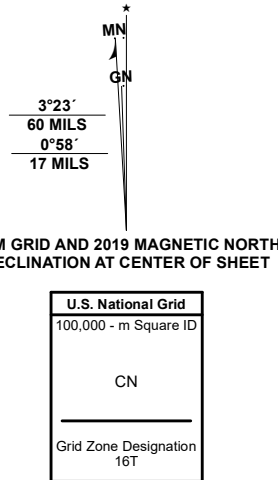 MN
GN
3°23´
60 MILS
0°58´
17 MILS
M GRID AND 2019 MAGNETIC NORTH
ECLINATION AT CENTER OF SHEET
U.S. National Grid
100,000 - m Square ID
CN
Grid Zone Designation
16T